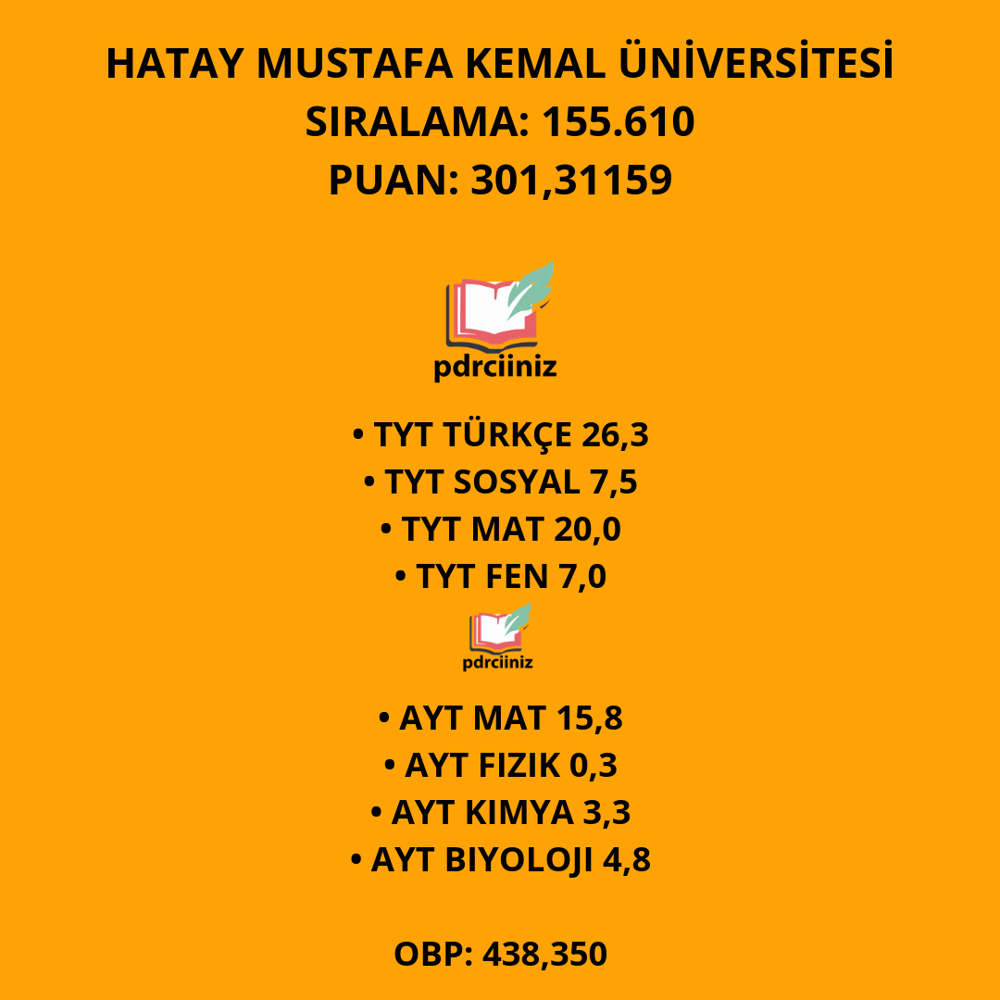 HATAY MUSTAFA KEMAL ÜNİVERSİTESİ
SIRALAMA: 155.610
PUAN: 301,31159
pdrciiniz
• TYT TÜRKÇE 26,3
• TYT SOSYAL 7,5
• TYT MAT 20,0
• TYT FEN 7,0
pdrciiniz
• AYT MAT 15,8
• AYT FIZIK 0,3
• AYT KIMYA 3,3
• AYT BIYOLOJI 4,8
OBP: 438,350